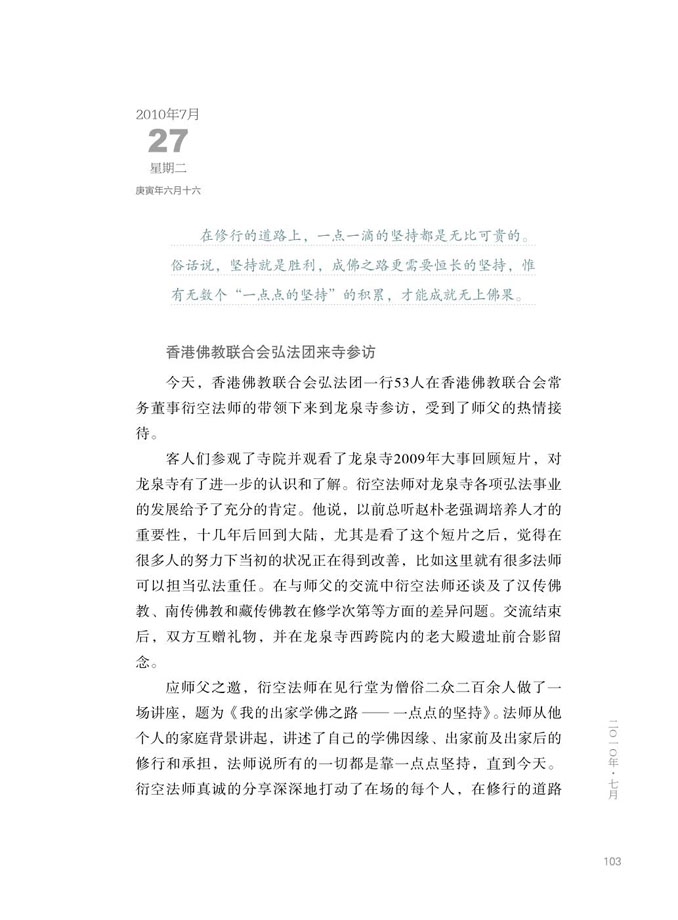 2010年7月
27
星期二
庚寅年六月十六
在修行的道路上，一点一滴的坚持都是无比可贵的。
俗话说，坚持就是胜利，成佛之路更需要恒长的坚持，惟
有无数个“一点点的坚持”的积累，才能成就无上佛果。
香港佛教联合会弘法团来寺参访
今天，香港佛教联合会弘法团一行53人在香港佛教联合会常
务董事衍空法师的带领下来到龙泉寺参访，受到了师父的热情接
待。
客人们参观了寺院并观看了龙泉寺2009年大事回顾短片，对
龙泉寺有了进一步的认识和了解。衍空法师对龙泉寺各项弘法事业
的发展给予了充分的肯定。他说，以前总听赵朴老强调培养人才的
重要性，十几年后回到大陆，尤其是看了这个短片之后，觉得在
很多人的努力下当初的状况正在得到改善，比如这里就有很多法师
可以担当弘法重任。在与师父的交流中衍空法师还谈及了汉传佛
教、南传佛教和藏传佛教在修学次第等方面的差异问题。交流结束
后，双方互赠礼物，并在龙泉寺西跨院内的老大殿遗址前合影留
念。
应师父之邀，衍空法师在见行堂为僧俗二众二百余人做了一
场讲座，题为《我的出家学佛之路——一点点的坚持》。法师从他
个人的家庭背景讲起，讲述了自己的学佛因缘、出家前及出家后的
修行和承担，法师说所有的一切都是靠一点点坚持，直到今天。
衍空法师真诚的分享深深地打动了在场的每个人，在修行的道路
二〇一〇年·七月
103